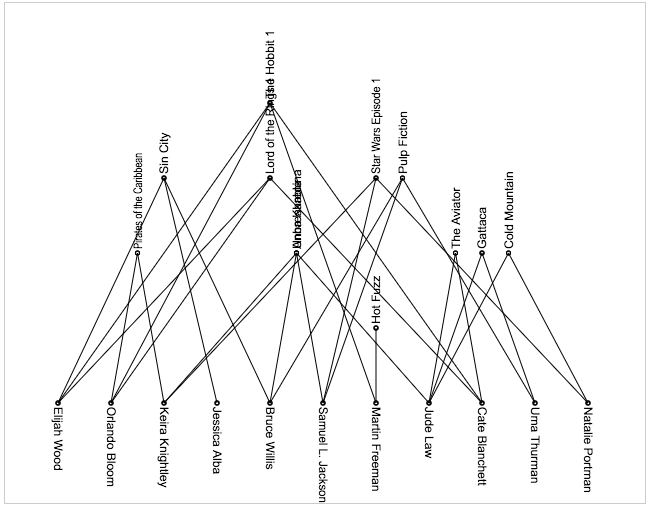 The Hobbit 1
Lord of the Rings 1
Sin City
Star Wars Episode 1
Pulp Fiction
Pirates of the Caribbean
The Aviator
Gattaca
Cold Mountain
Hot Fuzz
Elijah Wood
Orlando Bloom
Keira Knightley
Jessica Alba
Bruce Willis
Samuel L. Jackson
Martin Freeman
Jude Law
Cate Blanchett
Uma Thurman
Natalie Portman